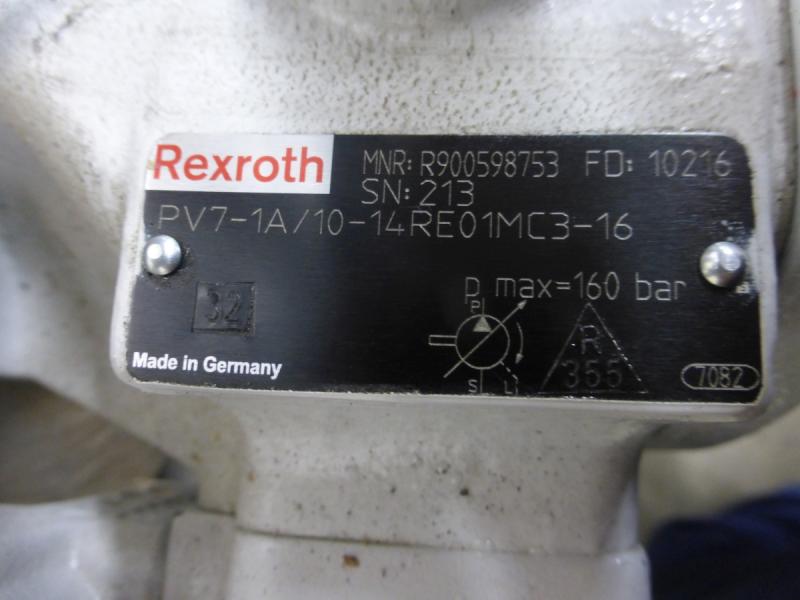 Rexroth MNR: R900598753 FD: 10216
SN: 213
PV7-1A/10-14RE01MC3-16
p max=160 bar
32
P
R
355
S L1
7082
Made in Germany